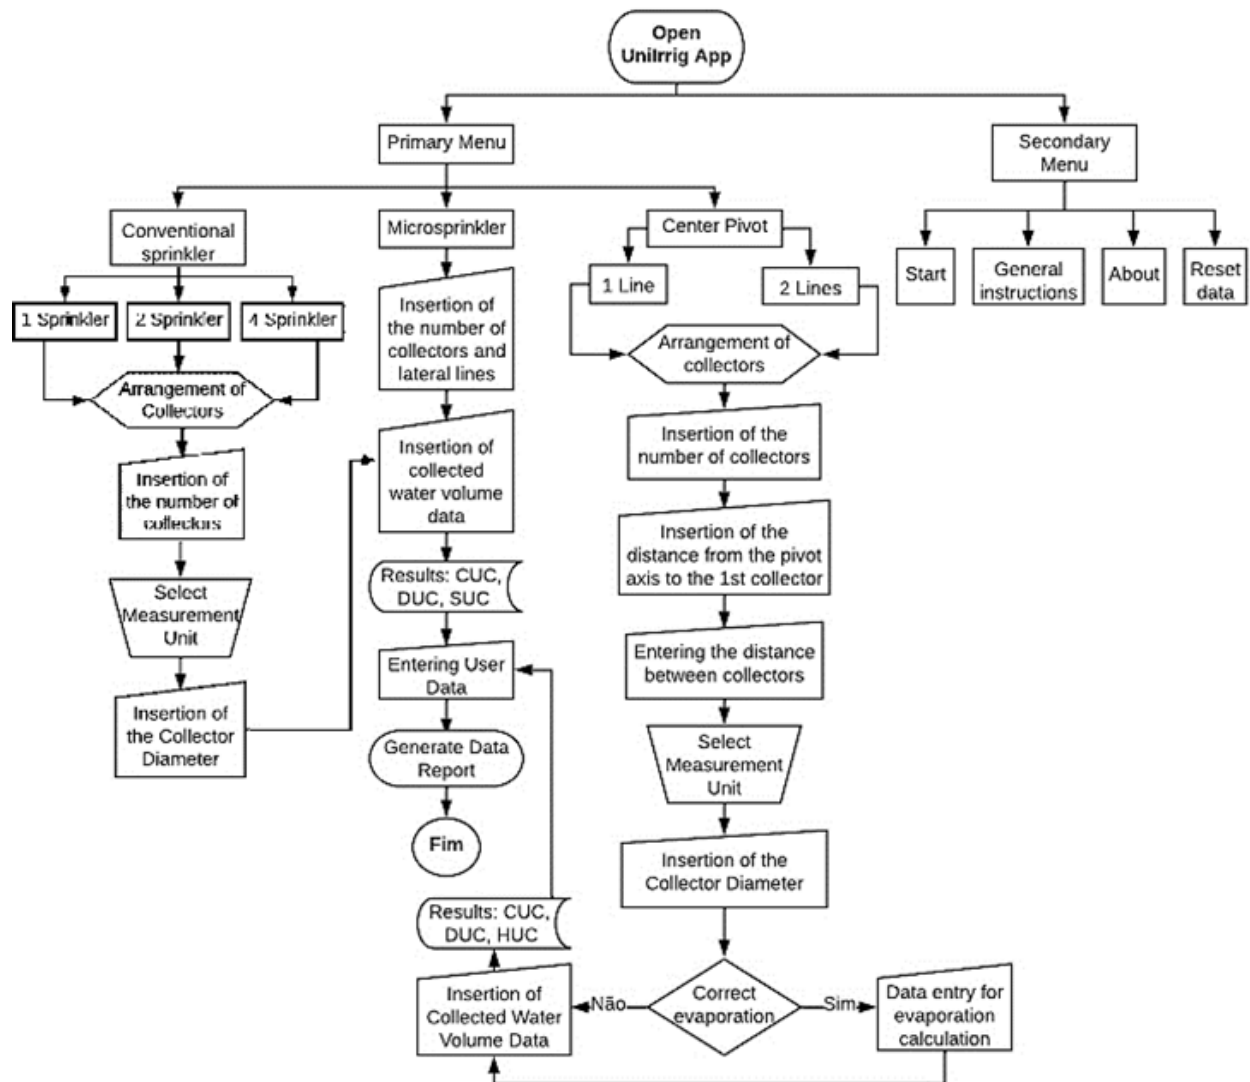 Open
UniIrrig App
Primary Menu
Secondary
Menu
Conventional
sprinkler
Microsprinkler
Center Pivot
Start
General
instructions
About
Reset
data
1 Sprinkler
2 Sprinkler
4 Sprinkler
1 Line
2 Lines
Arrangement of
Collectors
Insertion of
the number of
collectors
Select
Measurement
Unit
Insertion of
the Collector
Diameter
Insertion of
the number of
collectors and
lateral lines
Insertion of
collected
water volume
data
Results: CUC,
DUC, SUC
Entering User
Data
Generate Data
Report
Fim
Arrangement of
collectors
Insertion of the
number of collectors
Insertion of the
distance from the pivot
axis to the 1st collector
Entering the distance
between collectors
Select
Measurement
Unit
Insertion of the
Collector Diameter
Correct
evaporation
Não
Sim
Data entry for
evaporation
calculation
Insertion of
Collected Water
Volume Data
Results: CUC,
DUC, HUC